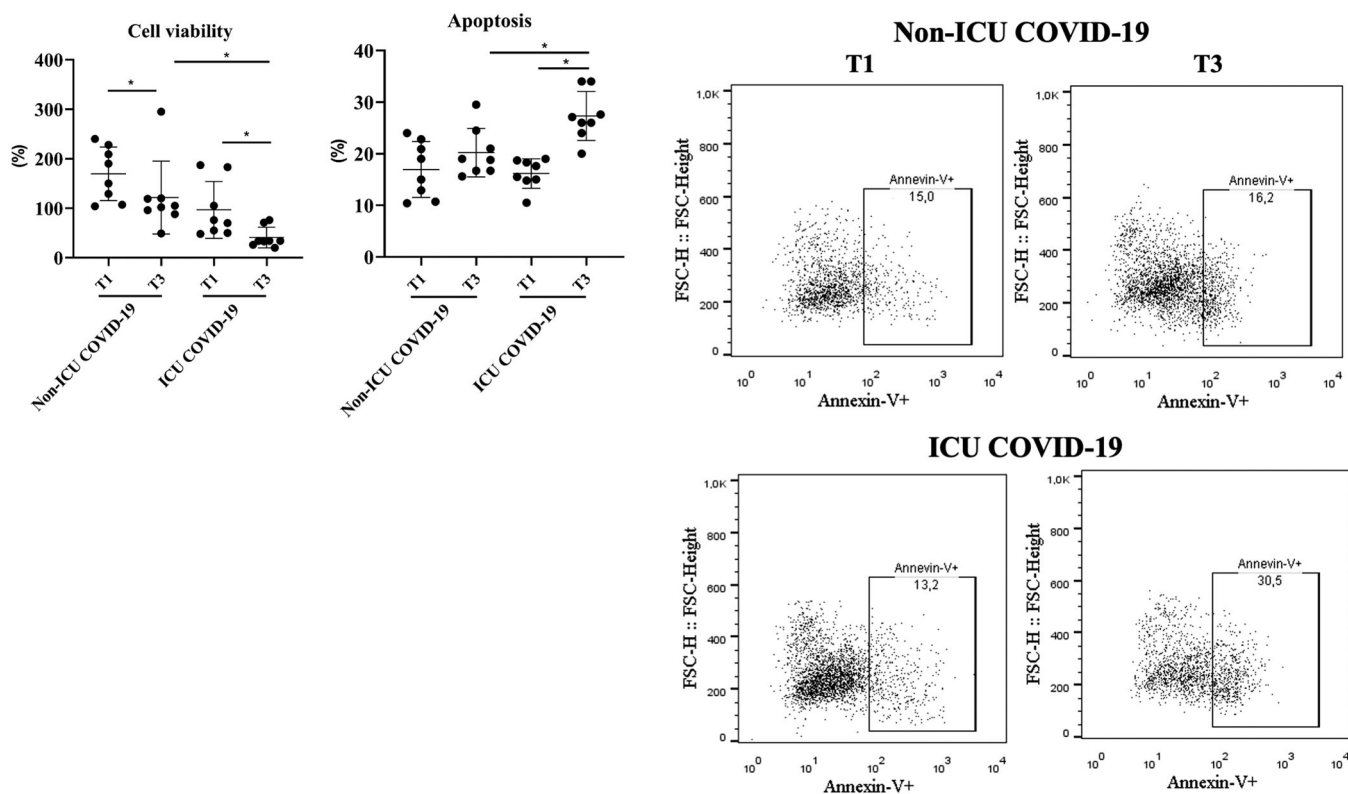 Cell viability
400
300
200
100
0
(%)
*
*
*
T1
T3
T1
T3
Non-ICU COVID-19
ICU COVID-19
Apoptosis
40
30
20
10
0
(%)
*
*
T1
T3
T1
T3
Non-ICU COVID-19
ICU COVID-19
Non-ICU COVID-19
T1
T3
1,0K
800
600
400
200
0
FSC-H :: FSC-Height
Annexin-V+
15,0
10^0
10^1
10^2
10^3
10^4
Annexin-V+
1,0K
800
600
400
200
0
FSC-H :: FSC-Height
Annexin-V+
16,2
10^0
10^1
10^2
10^3
10^4
Annexin-V+
ICU COVID-19
1,0K
800
600
400
200
0
FSC-H :: FSC-Height
Annexin-V+
13,2
10^0
10^1
10^2
10^3
10^4
Annexin-V+
1,0K
800
600
400
200
0
FSC-H :: FSC-Height
Annexin-V+
30,5
10^0
10^1
10^2
10^3
10^4
Annexin-V+